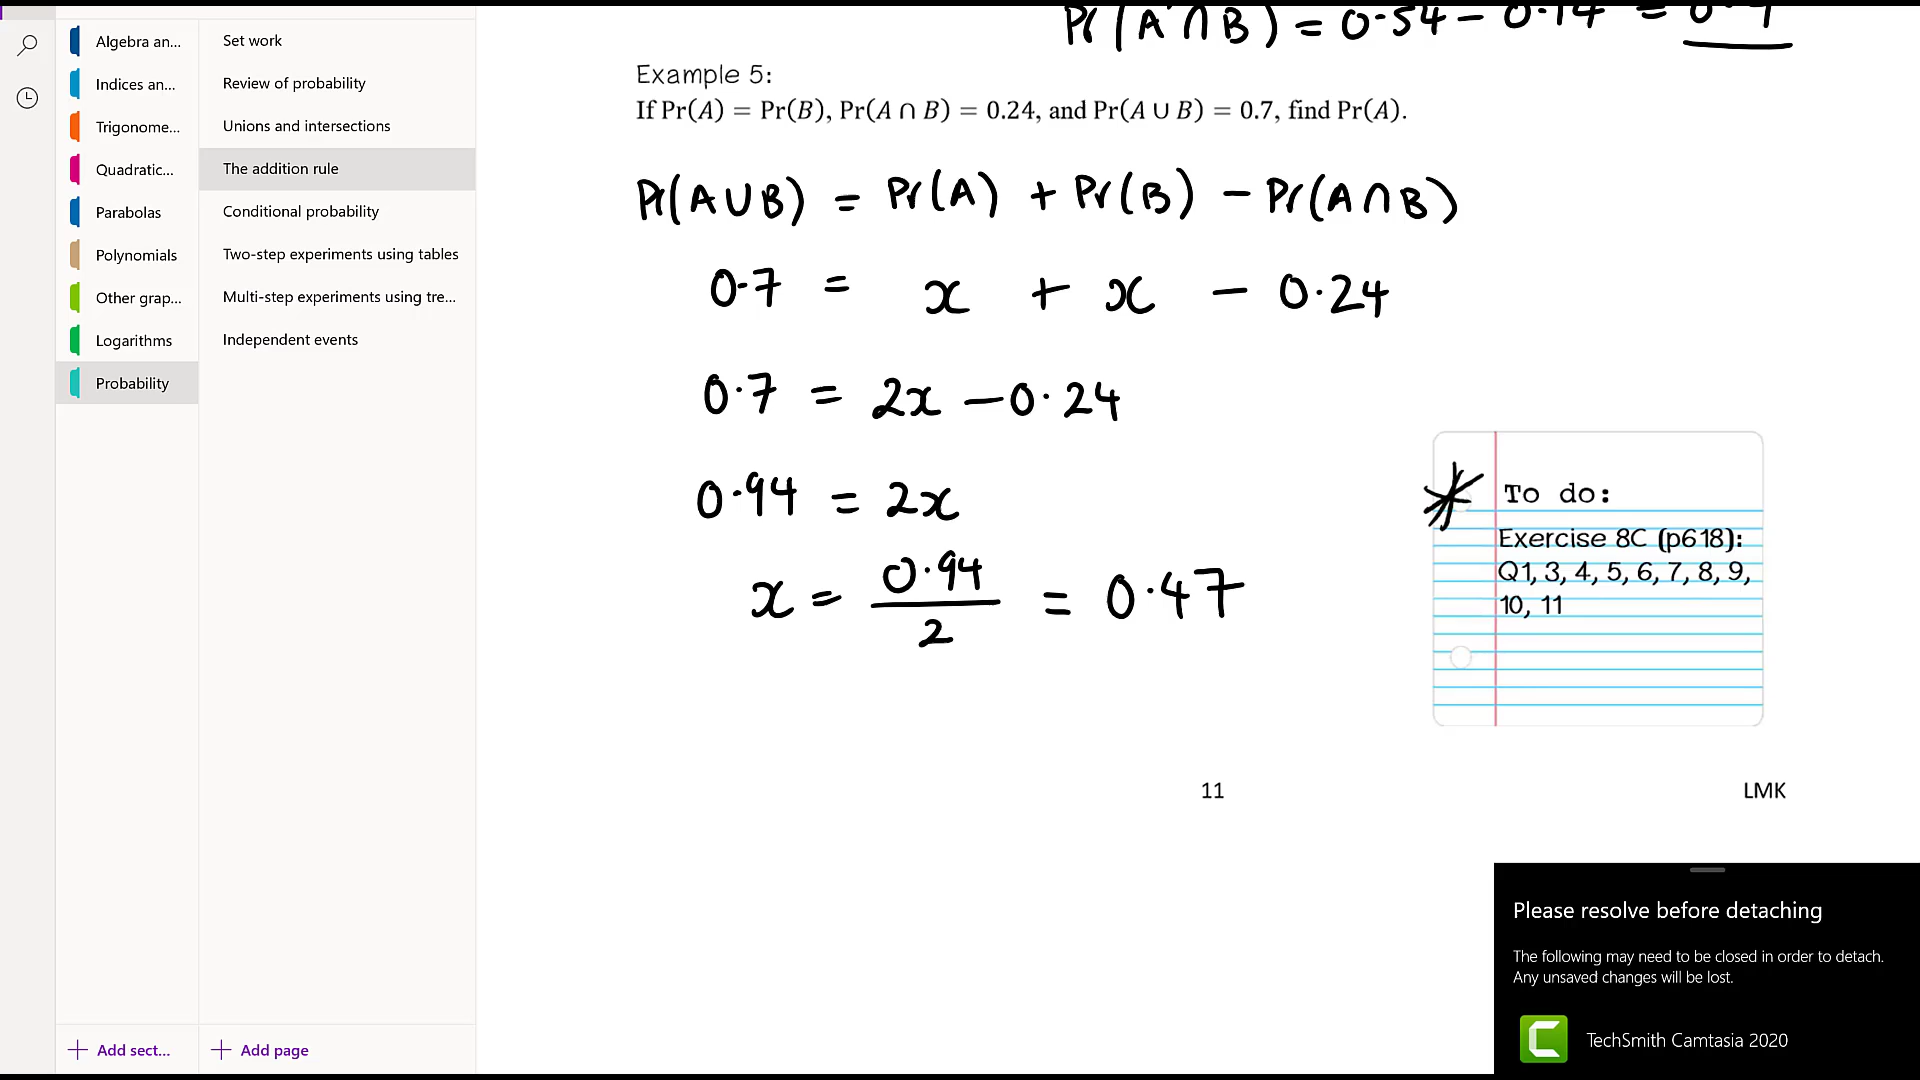 Algebra an...
Indices an...
Trigonome...
Quadratic...
Parabolas
Polynomials
Other grap...
Logarithms
Probability
Add sect...
Set work
Review of probability
Unions and intersections
The addition rule
Conditional probability
Two-step experiments using tables
Multi-step experiments using tre...
Independent events
Add page
= 0.54 -
Example 5:
If Pr(A) = Pr(B), Pr(A ∩ B) = 0.24, and Pr(A ∪ B) = 0.7, find Pr(A).
Pr(A∪B) = Pr(A) + Pr(B) - Pr(A∩B)
0.7 = x + x - 0.24
0.7 = 2x - 0.24
0.94 = 2x
x = 0.94/2 = 0.47
To do:
Exercise 8C (p618):
Q1, 3, 4, 5, 6, 7, 8, 9,
10, 11
11
LMK
Please resolve before detaching
The following may need to be closed in order to detach.
Any unsaved changes will be lost.
TechSmith Camtasia 2020